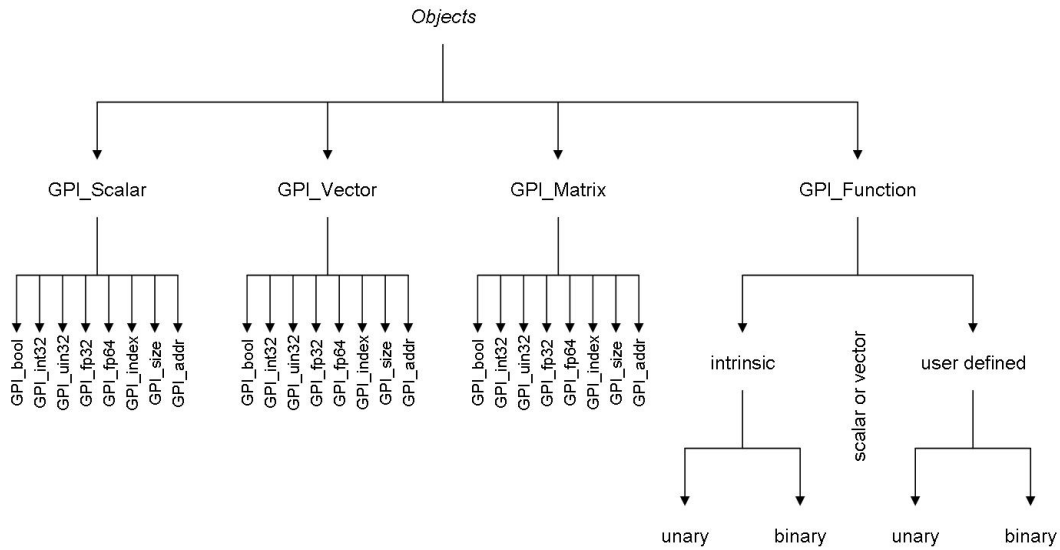 Objects
GPI_Scalar
GPI_Vector
GPI_Matrix
GPI_Function
GPI_bool
GPI_int32
GPI_uin32
GPI_fp32
GPI_fp64
GPI_index
GPI_size
GPI_addr
GPI_bool
GPI_int32
GPI_uin32
GPI_fp32
GPI_fp64
GPI_index
GPI_size
GPI_addr
GPI_bool
GPI_int32
GPI_uin32
GPI_fp32
GPI_fp64
GPI_index
GPI_size
GPI_addr
intrinsic
scalar or vector
user defined
unary
binary
unary
binary